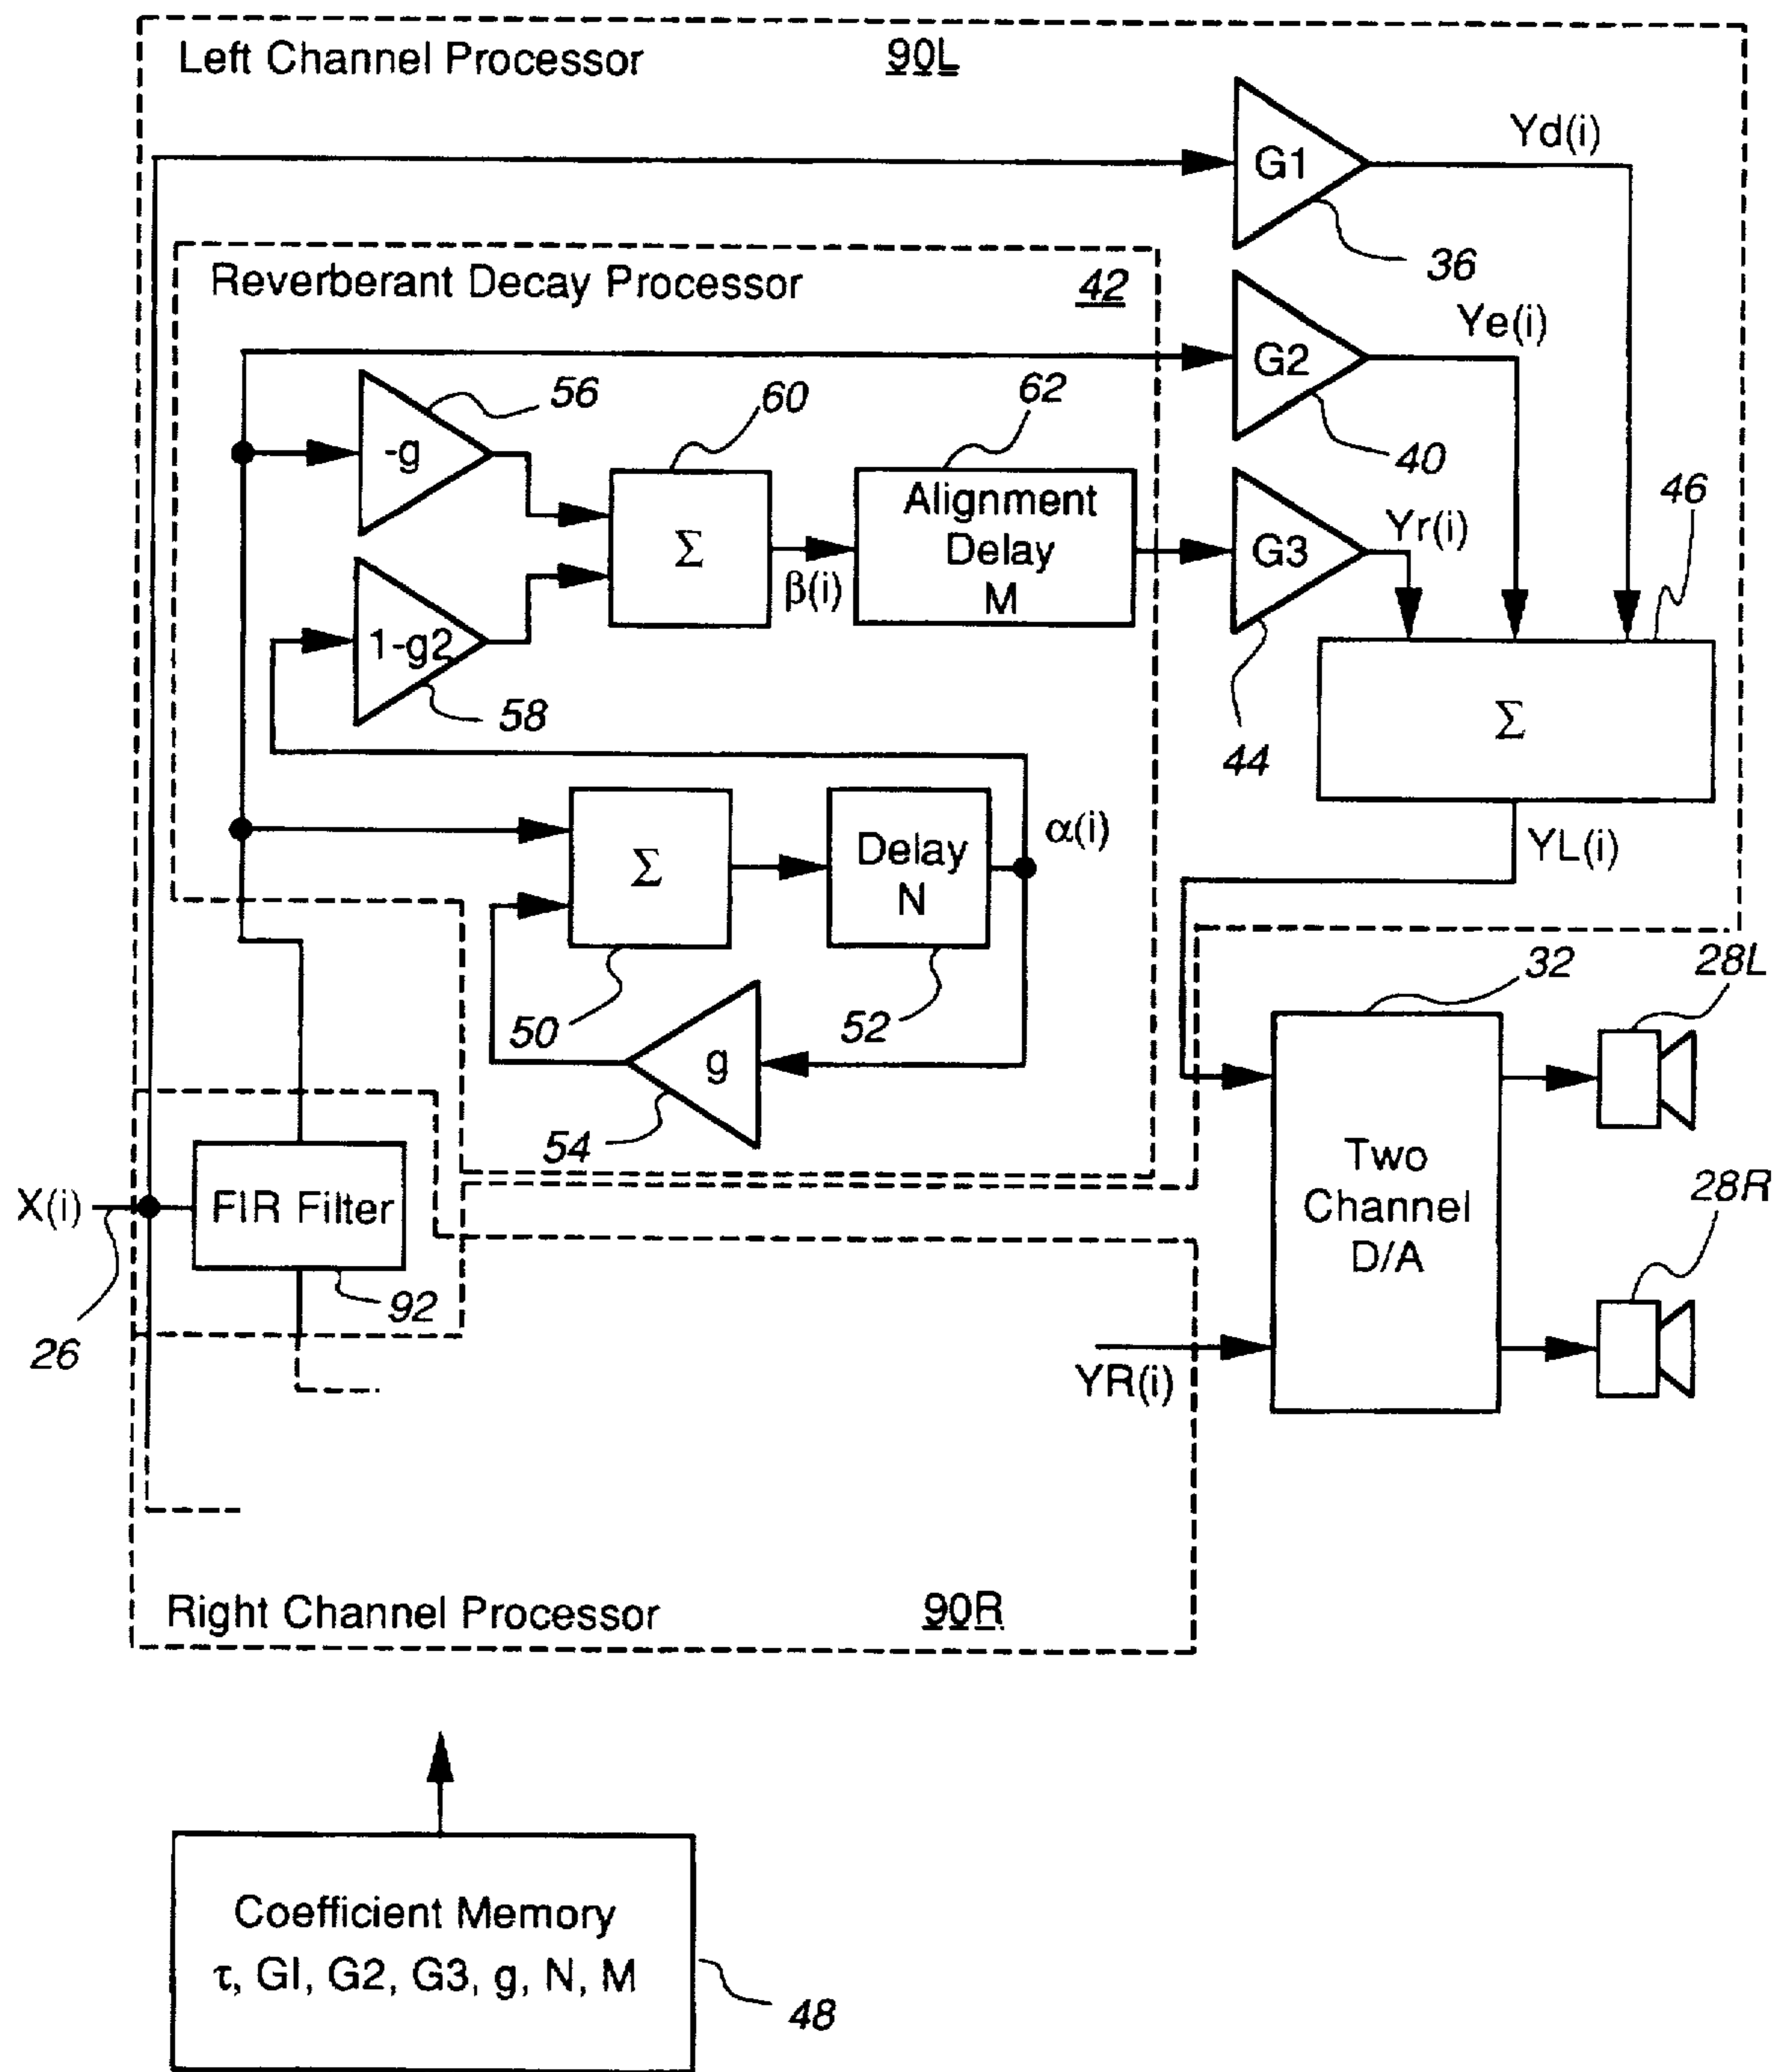 Left Channel Processor 90L
G1
Yd(i)
36
Reverberant Decay Processor 42
G2
Ye(i)
40
-g
56
60
62
Σ
β(i)
Alignment
Delay
M
G3
Yr(i)
44
46
1-g2
58
Σ
YL(i)
Σ
50
Delay
N
52
α(i)
g
54
32
28L
X(i)
26
FIR Filter
92
Two
Channel
D/A
28R
YR(i)
Right Channel Processor 90R
Coefficient Memory
τ, GI, G2, G3, g, N, M
48